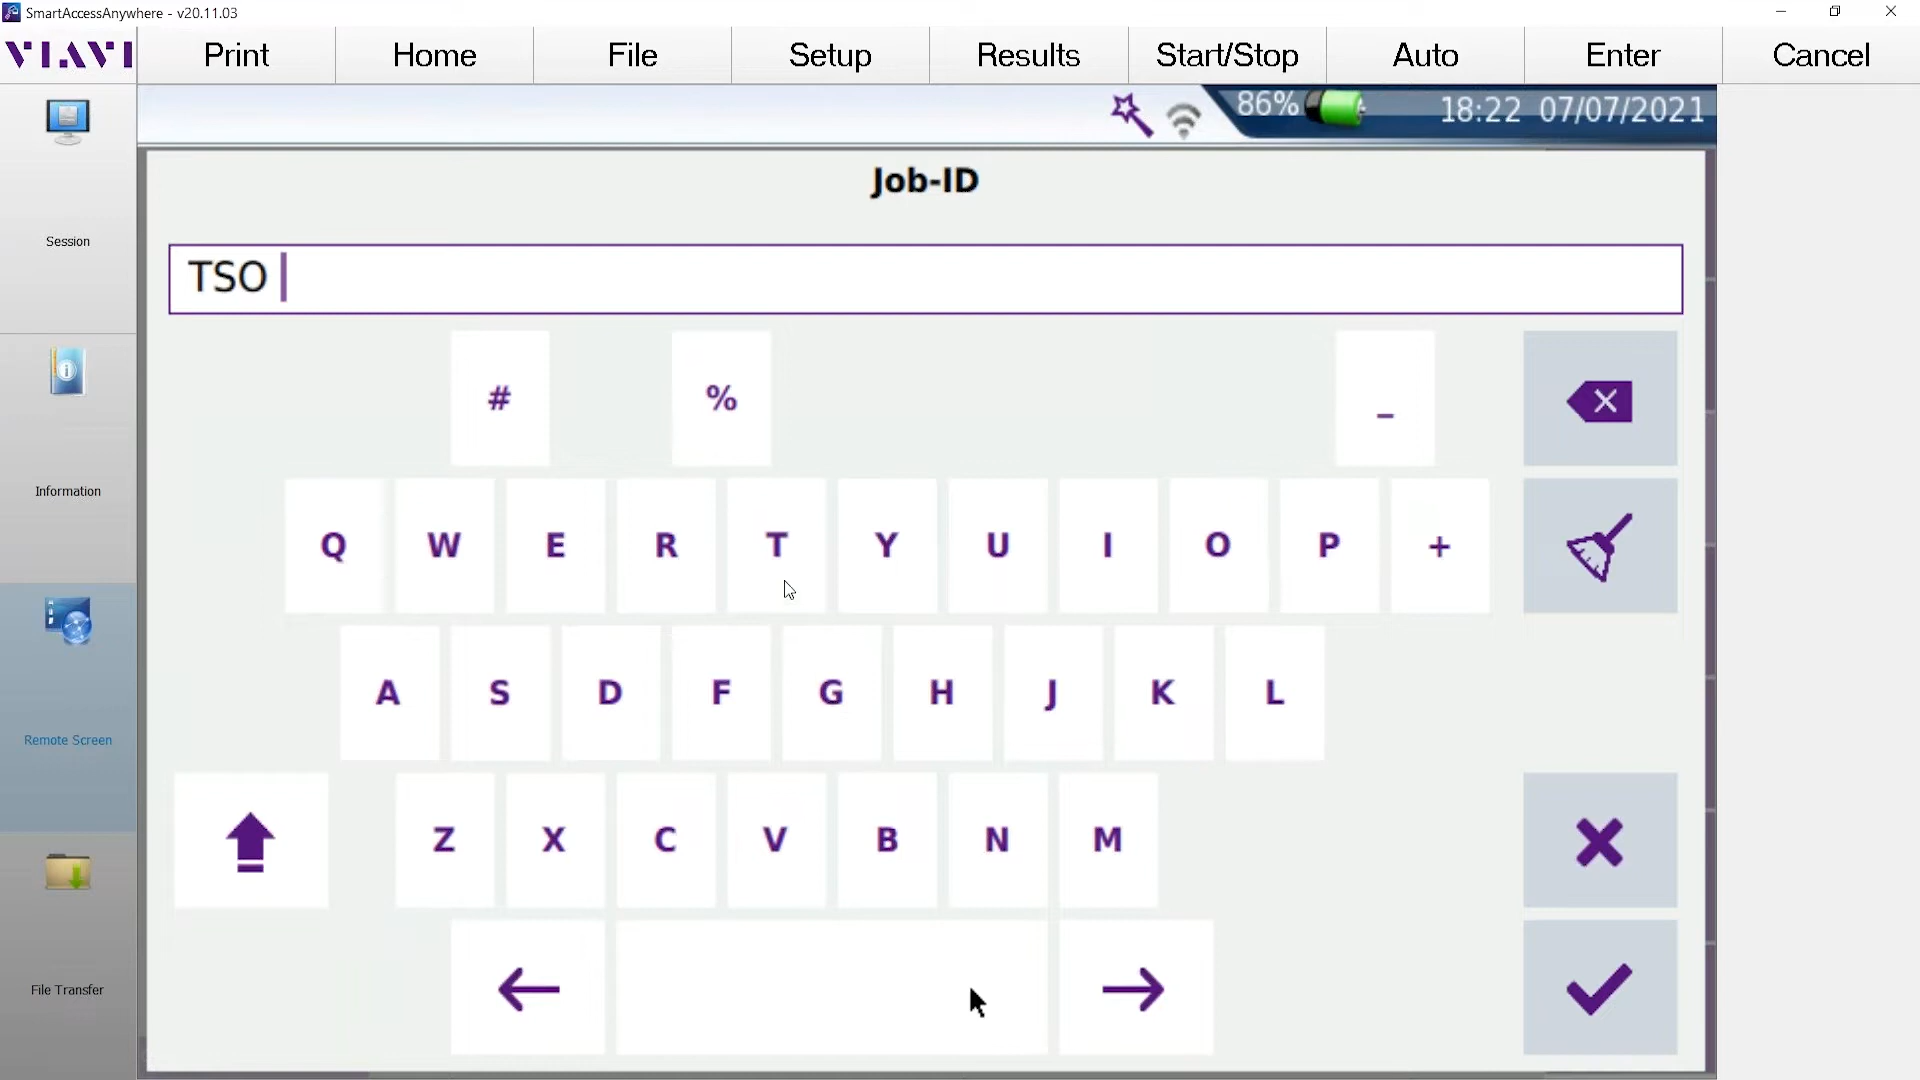 SmartAccessAnywhere - v20.11.03
VIAVI Print Home File Setup Results Start/Stop Auto Enter Cancel
86% 18:22 07/07/2021
Session
Information
Remote Screen
File Transfer
Job-ID
TSO
# % _
Q W E R T Y U I O P +
A S D F G H J K L
Z X C V B N M